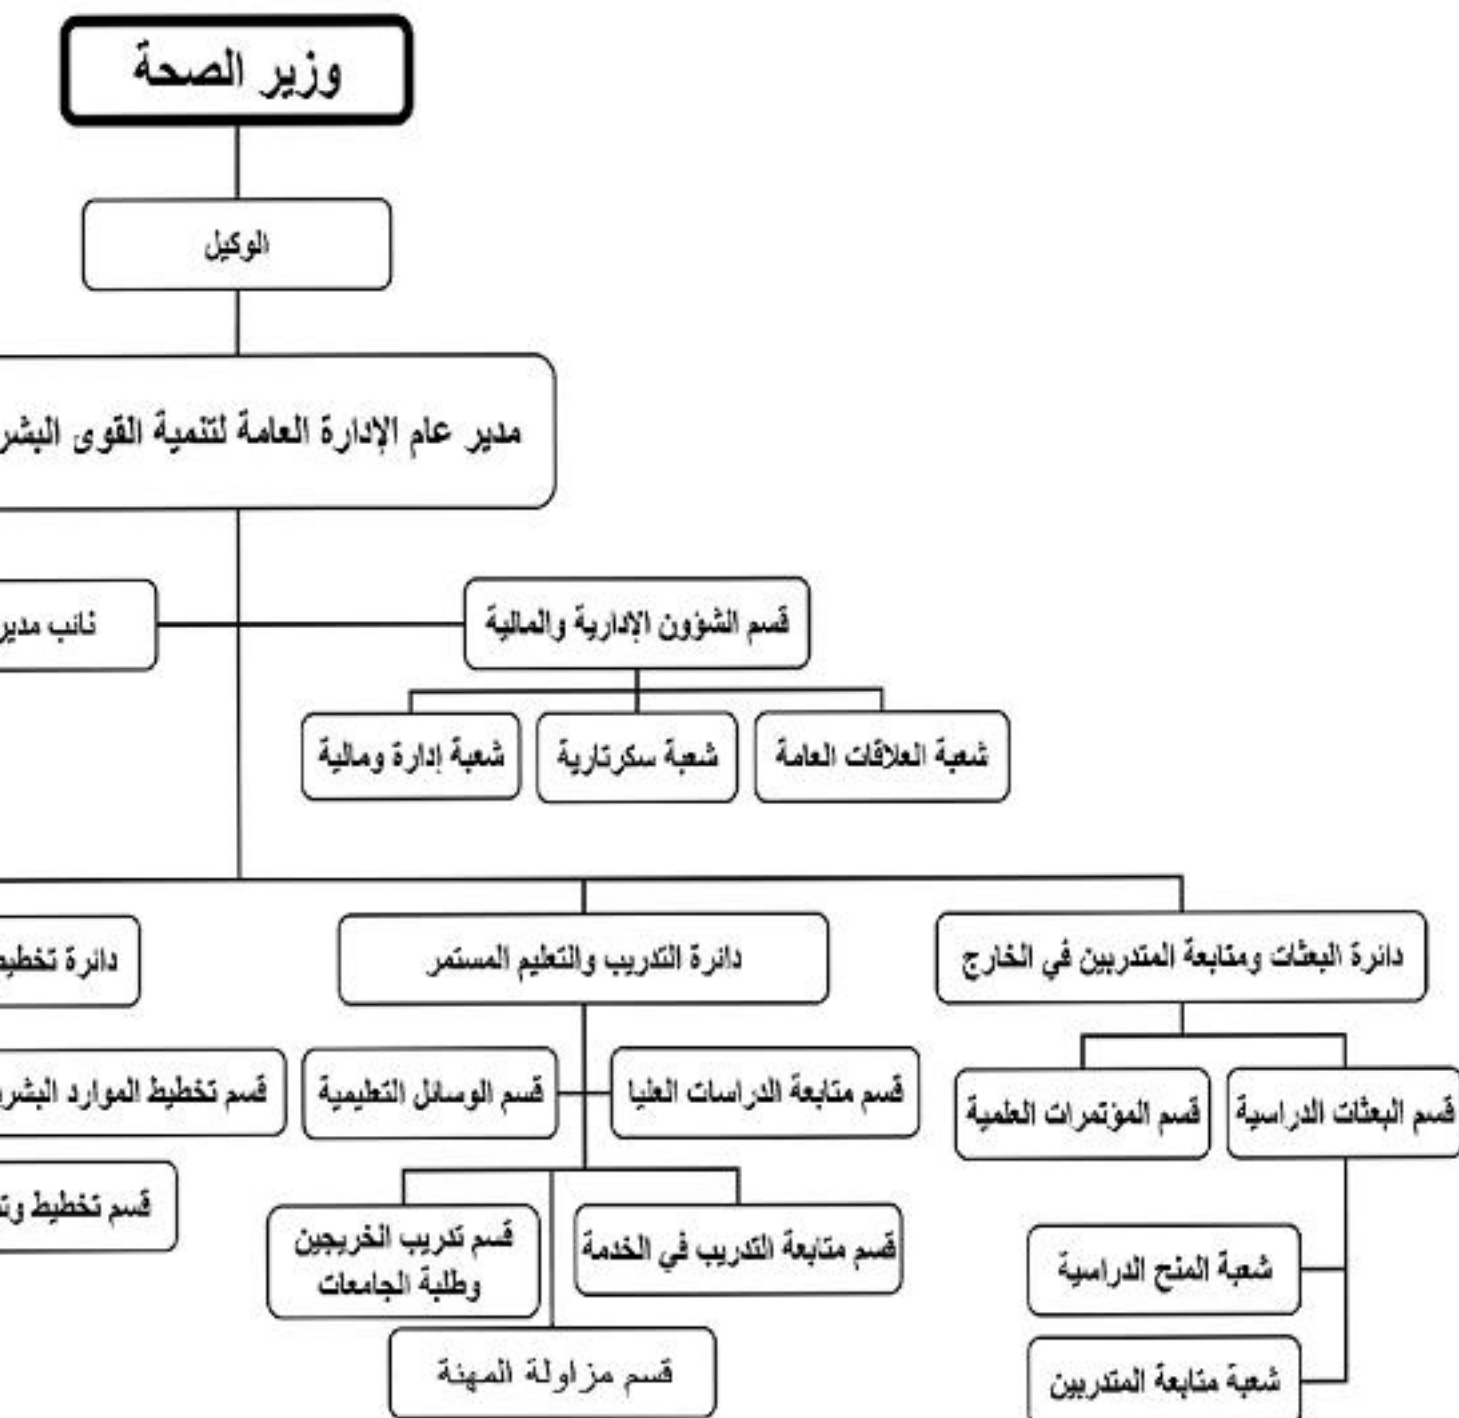 وزير الصحة
الوكيل
مدير عام الإدارة العامة لتنمية القوى
قسم الشؤون الإدارية والمالية
نائب مدير
شعبة العلاقات العامة
شعبة سكرتارية
شعبة إدارة ومالية
دائرة البعثات ومتابعة المتدربين في الخارج
دائرة التدريب والتعليم المستمر
دائرة
قسم البعثات الدراسية
قسم المؤتمرات العلمية
قسم متابعة الدراسات العليا
قسم الوسائل التعليمية
قسم تخطيط الموارد
قسم متابعة التدريب في الخدمة
قسم تدريب الخريجين
وطلبة الجامعات
قسم تخطيط
شعبة المنح الدراسية
قسم مزاولة المهنة
شعبة متابعة المتدربين